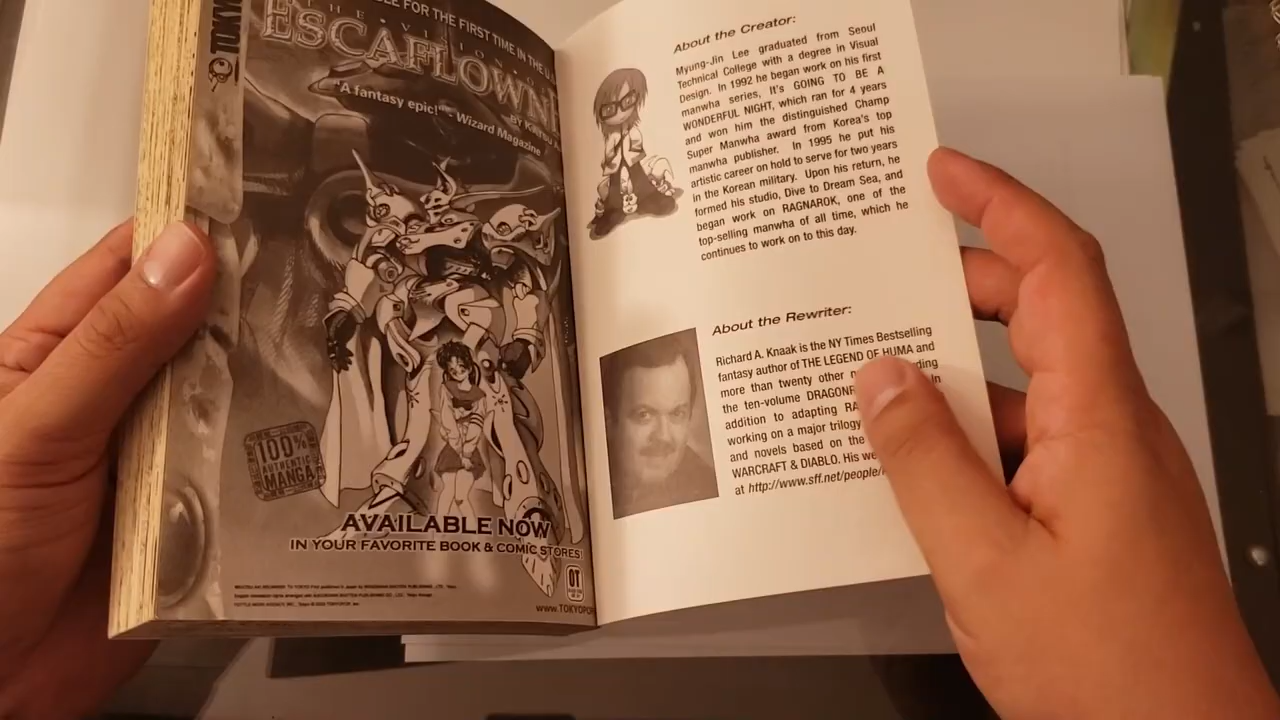 TOKYO
LE FOR THE FIRST TIME IN THE U
THE VISION OF
ESCAFLOWNE
"A fantasy epic!" - Wizard Magazine
BY KATSU
100%
AUTHENTIC
MANGA
AVAILABLE NOW
IN YOUR FAVORITE BOOK & COMIC STORES!
OT
www.TOKYOPO
About the Creator:
Myung-Jin Lee graduated from Seoul
Technical College with a degree in Visual
Design. In 1992 he began work on his first
manwha series, It's GOING TO BE A
WONDERFUL NIGHT, which ran for 4 years
and won him the distinguished Champ
Super Manwha award from Korea's top
manwha publisher. In 1995 he put his
artistic career on hold to serve for two years
in the Korean military. Upon his return, he
formed his studio, Dive to Dream Sea, and
began work on RAGNAROK, one of the
top-selling manwha of all time, which he
continues to work on to this day.
About the Rewriter:
Richard A. Knaak is the NY Times Bestselling
fantasy author of THE LEGEND OF HUMA and
more than twenty other n ding
the ten-volume DRAGONR In
addition to adapting RA
working on a major trilogy
and novels based on the
WARCRAFT & DIABLO. His we
at http://www.sff.net/people/